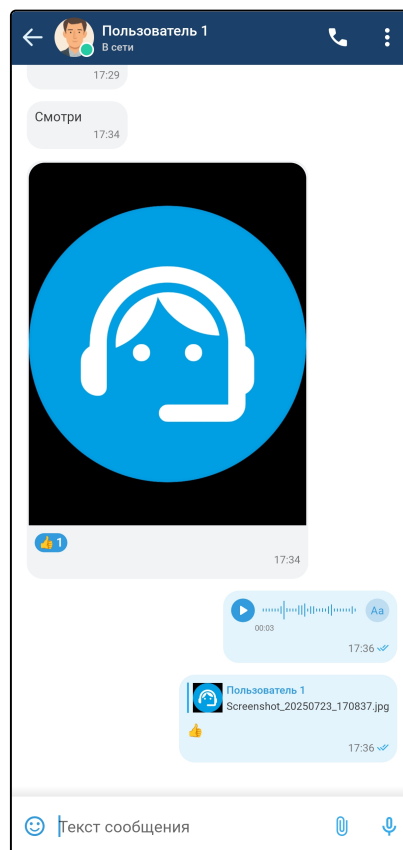 Пользователь 1
В сети
17:29
Смотри
17:34
👍 1
17:34
Aa
00:03
17:36
Пользователь 1
Screenshot_20250723_170837.jpg
👍
17:36
Текст сообщения